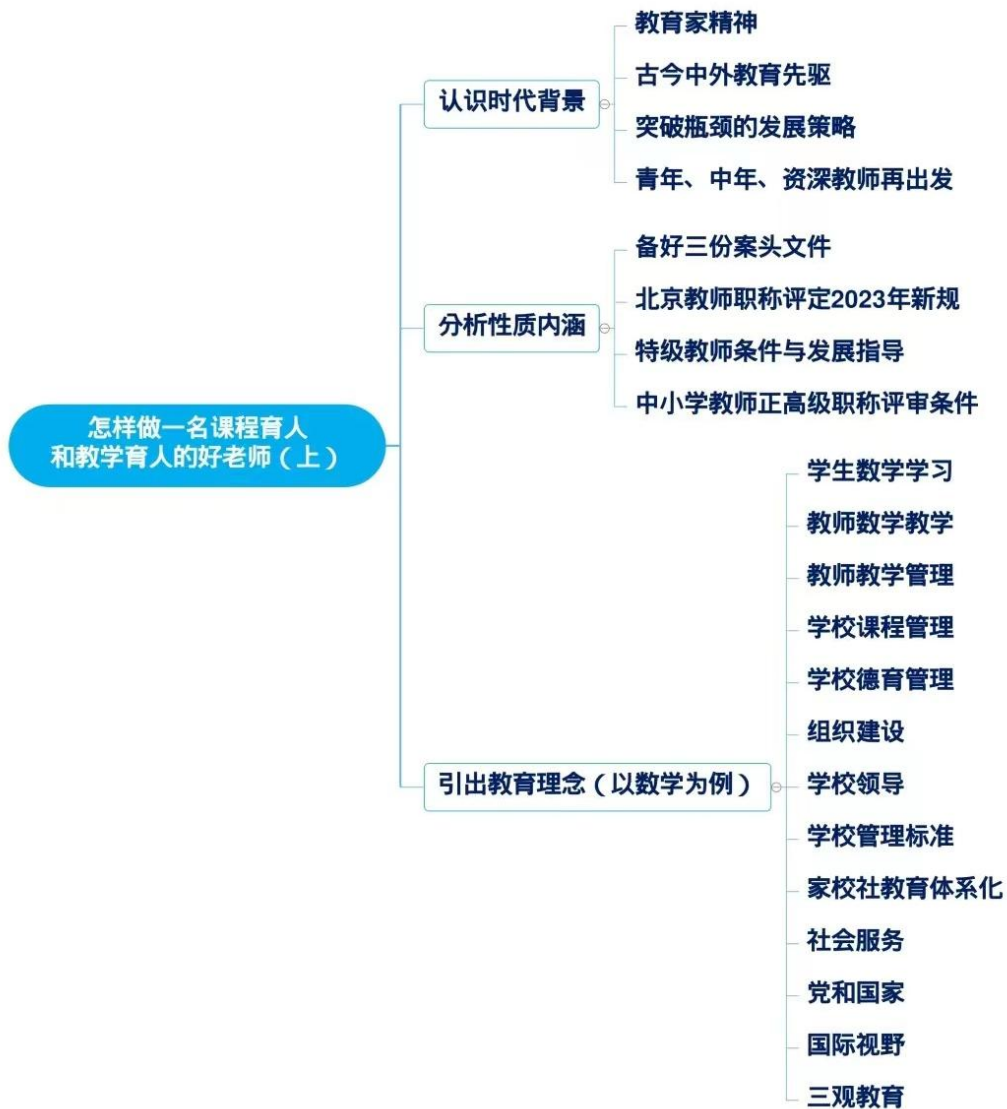 怎样做一名课程育人
和教学育人的好老师（上）
认识时代背景
教育家精神
古今中外教育先驱
突破瓶颈的发展策略
青年、中年、资深教师再出发
分析性质内涵
备好三份案头文件
北京教师职称评定2023年新规
特级教师条件与发展指导
中小学教师正高级职称评审条件
引出教育理念（以数学为例）
学生数学学习
教师数学教学
教师教学管理
学校课程管理
学校德育管理
组织建设
学校领导
学校管理标准
家校社教育体系化
社会服务
党和国家
国际视野
三观教育